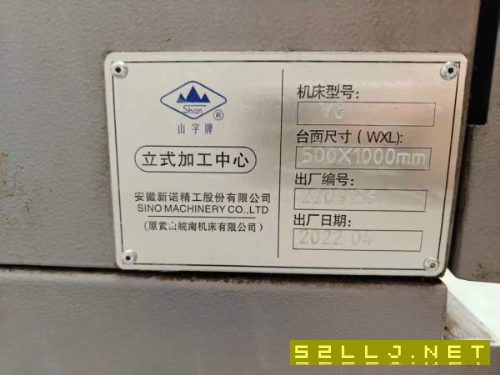 Shan
®
山字牌
立式加工中心
安徽新诺精工股份有限公司
SINO MACHINERY CO.,LTD
(原黄山皖南机床有限公司)
机床型号:
台面尺寸(WXL):
500X1000mm
出厂编号:
出厂日期:
2022 04
52LLJ.NET